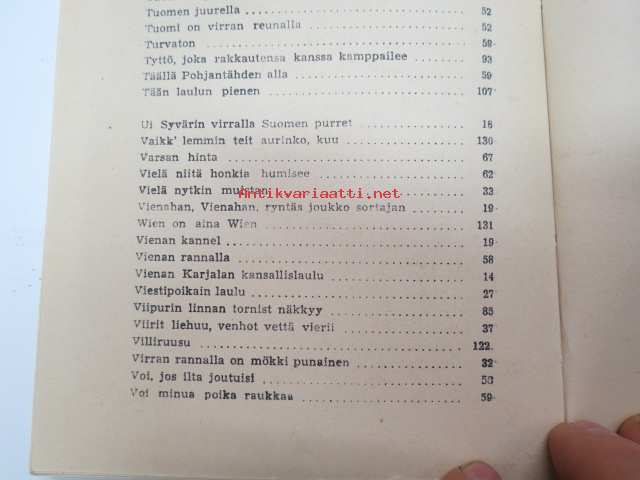 Tuomen juurella 52
Tuomi on virran reunalla 52
Turvaton 59
Tyttö, joka rakkautensa kanssa kamppailee 93
Täällä Pohjantähden alla 59
Tään laulun pienen 107
Ui Syvärin virralla Suomen purret 16
Vaikk' lemmin teit aurinko, kuu 130
Varsan hinta 67
Vielä niitä honkia humisee 62
Vielä nytkin muistan 33
Antikvariaatti.net
Vienahan, Vienahan, ryntäs joukko sortajan 19
Wien on aina Wien 131
Vienan kannel 19
Vienan rannalla 58
Vienan Karjalan kansallislaulu 14
Viestipoikain laulu 27
Viipurin linnan tornist näkkyy 85
Viirit liehuu, venhot vettä vierii 37
Villiruusu 122
Virran rannalla on mökki punainen 32
Voi, jos ilta joutuisi
Voi minua poika raukkaa 59